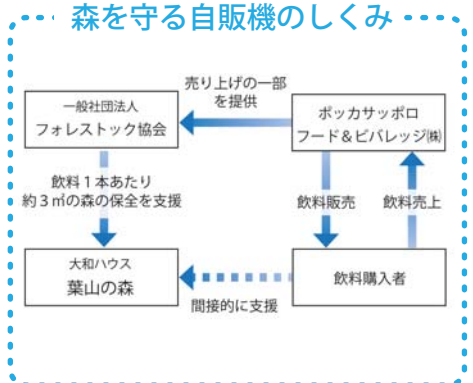 森を守る自販機のしくみ
売り上げの一部
を提供
一般社団法人
フォレストック協会
ポッカサッポロ
フード＆ビバレッジ㈱
飲料１本あたり
約３㎡の森の保全を支援
飲料販売
飲料売上
大和ハウス
葉山の森
飲料購入者
間接的に支援